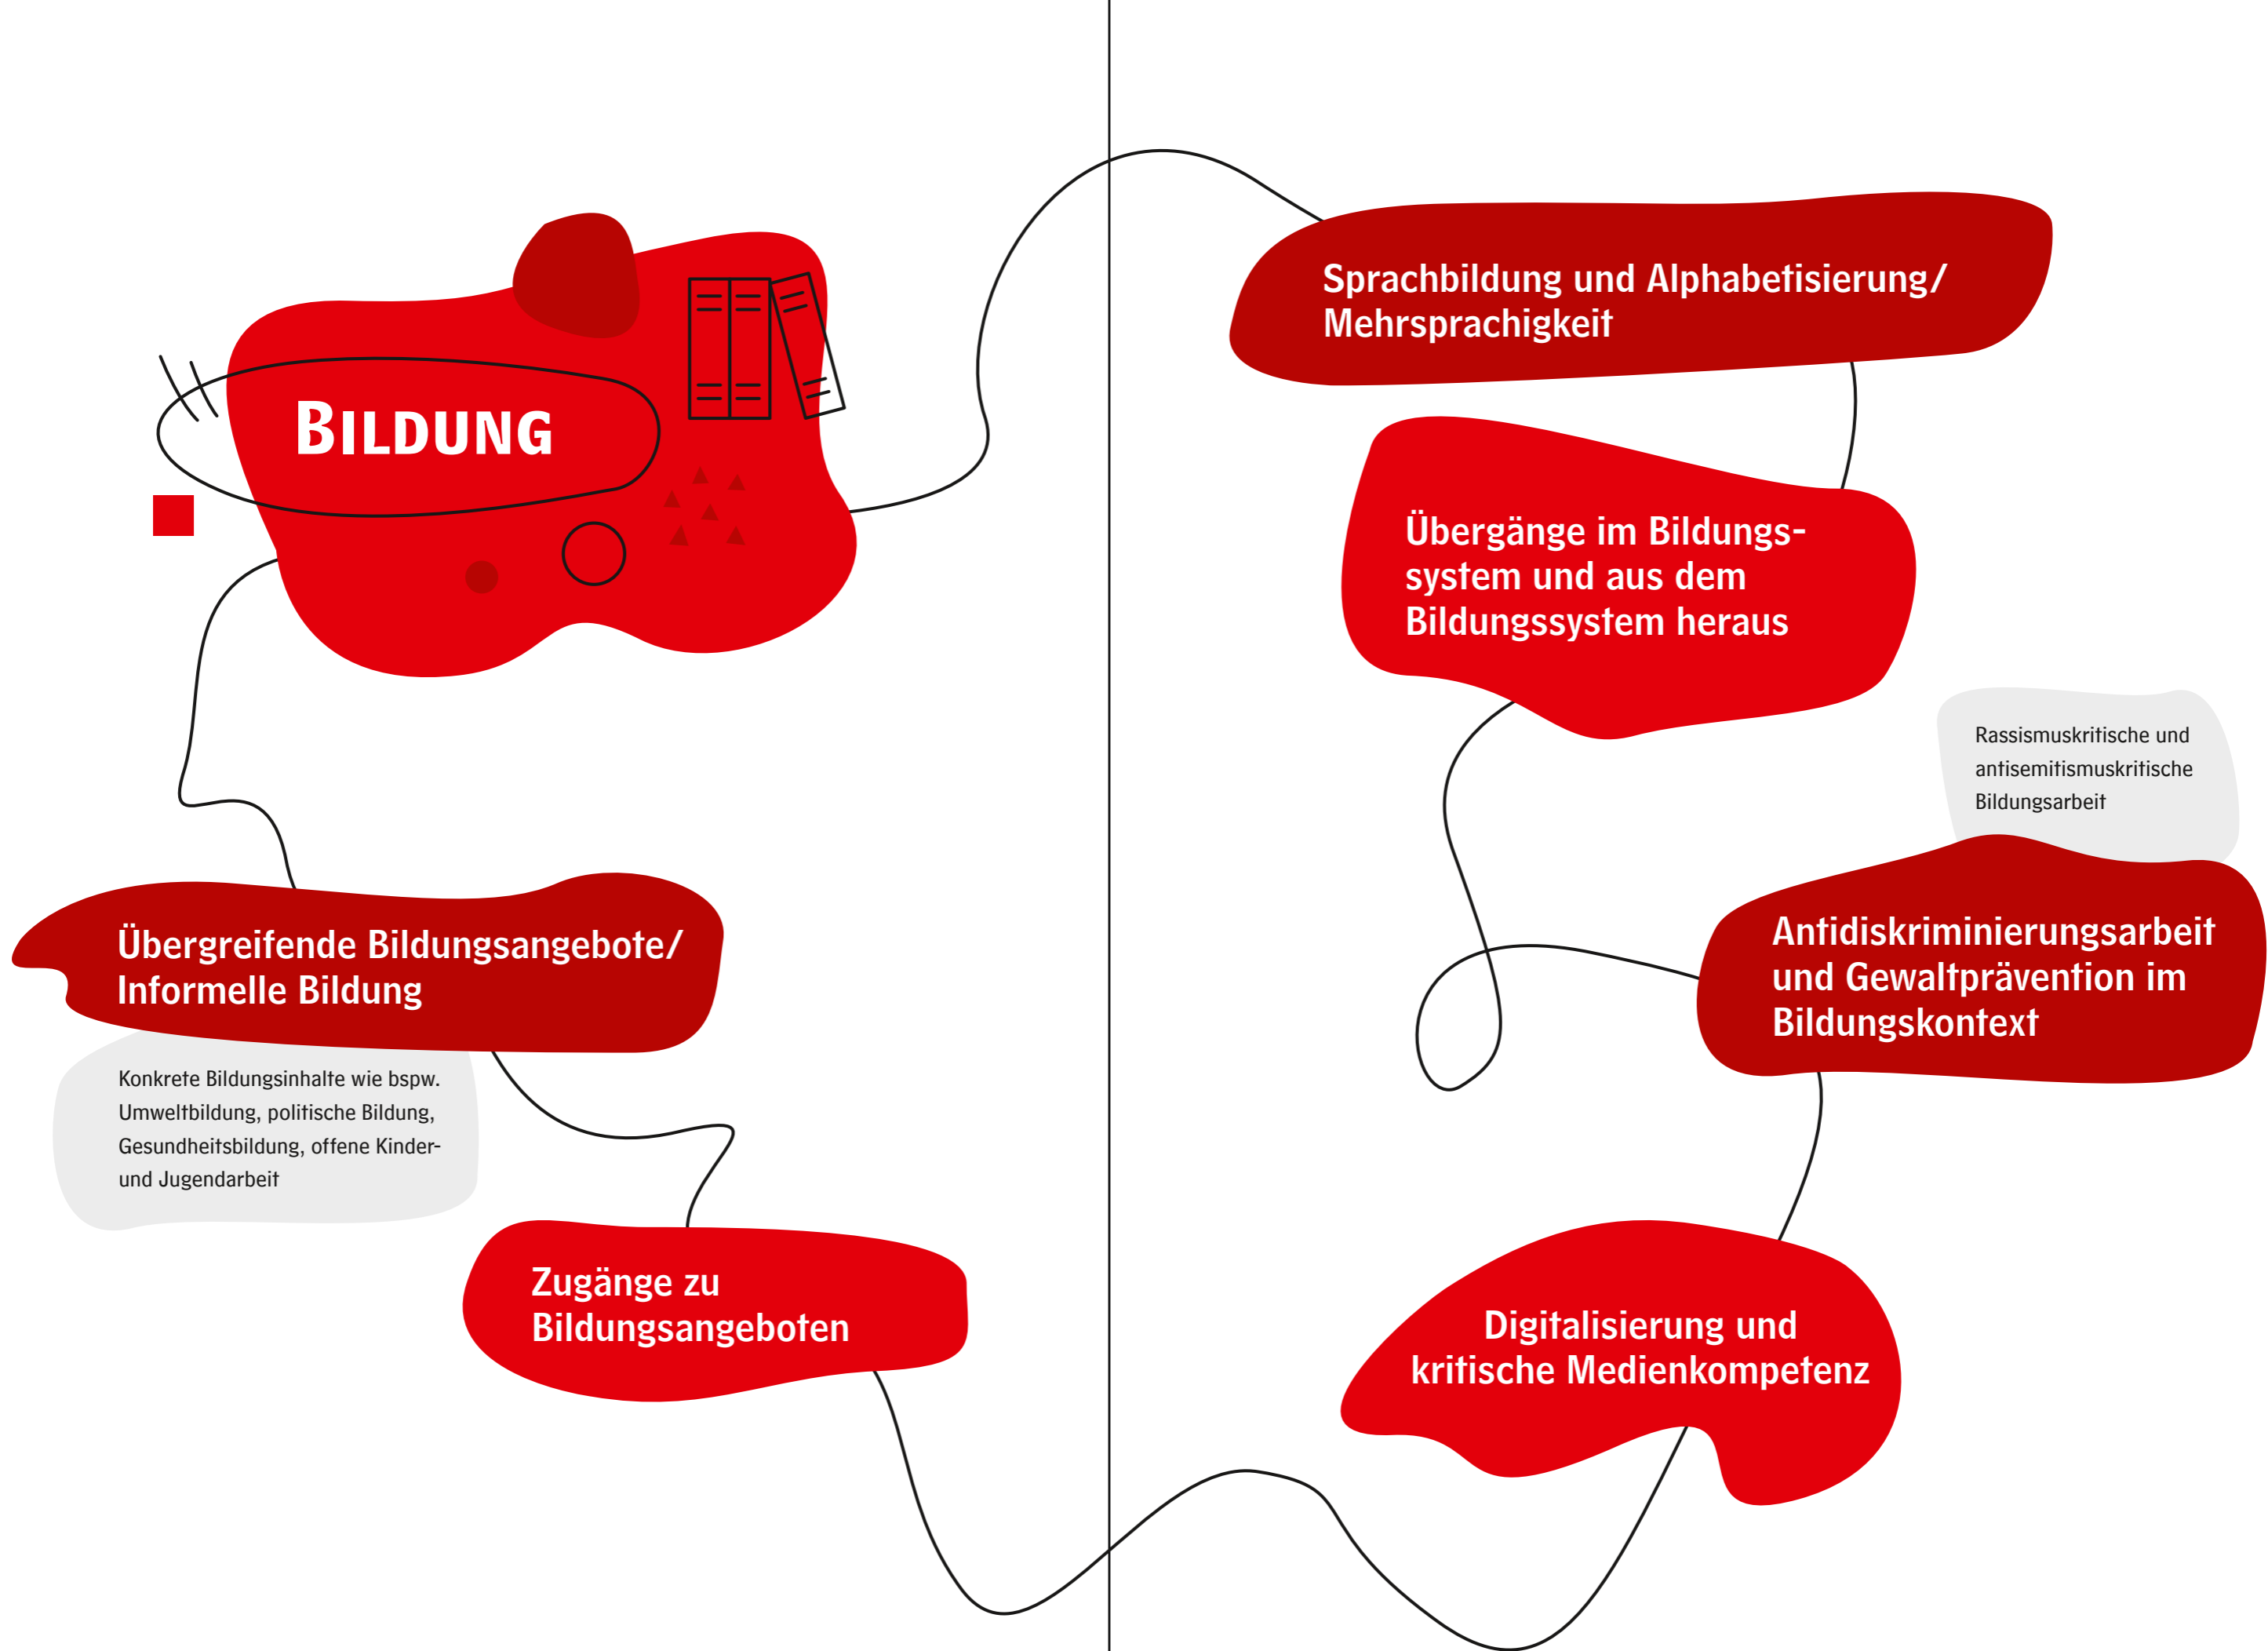 BILDUNG
Übergreifende Bildungsangebote/
Informelle Bildung
Konkrete Bildungsinhalte wie bspw.
Umweltbildung, politische Bildung,
Gesundheitsbildung, offene Kinder-
und Jugendarbeit
Zugänge zu
Bildungsangeboten
Sprachbildung und Alphabetisierung/
Mehrsprachigkeit
Übergänge im Bildungs-
system und aus dem
Bildungssystem heraus
Rassismuskritische und
antisemitismuskritische
Bildungsarbeit
Antidiskriminierungsarbeit
und Gewaltprävention im
Bildungskontext
Digitalisierung und
kritische Medienkompetenz